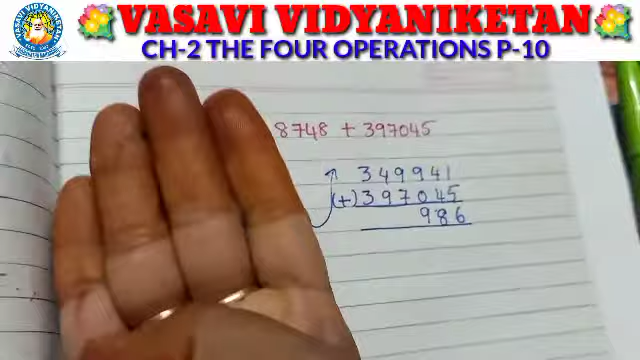 VASAVI VIDYANIKETAN
CH-2 THE FOUR OPERATIONS P-10
8748 + 397045
349941
(+) 397045
986